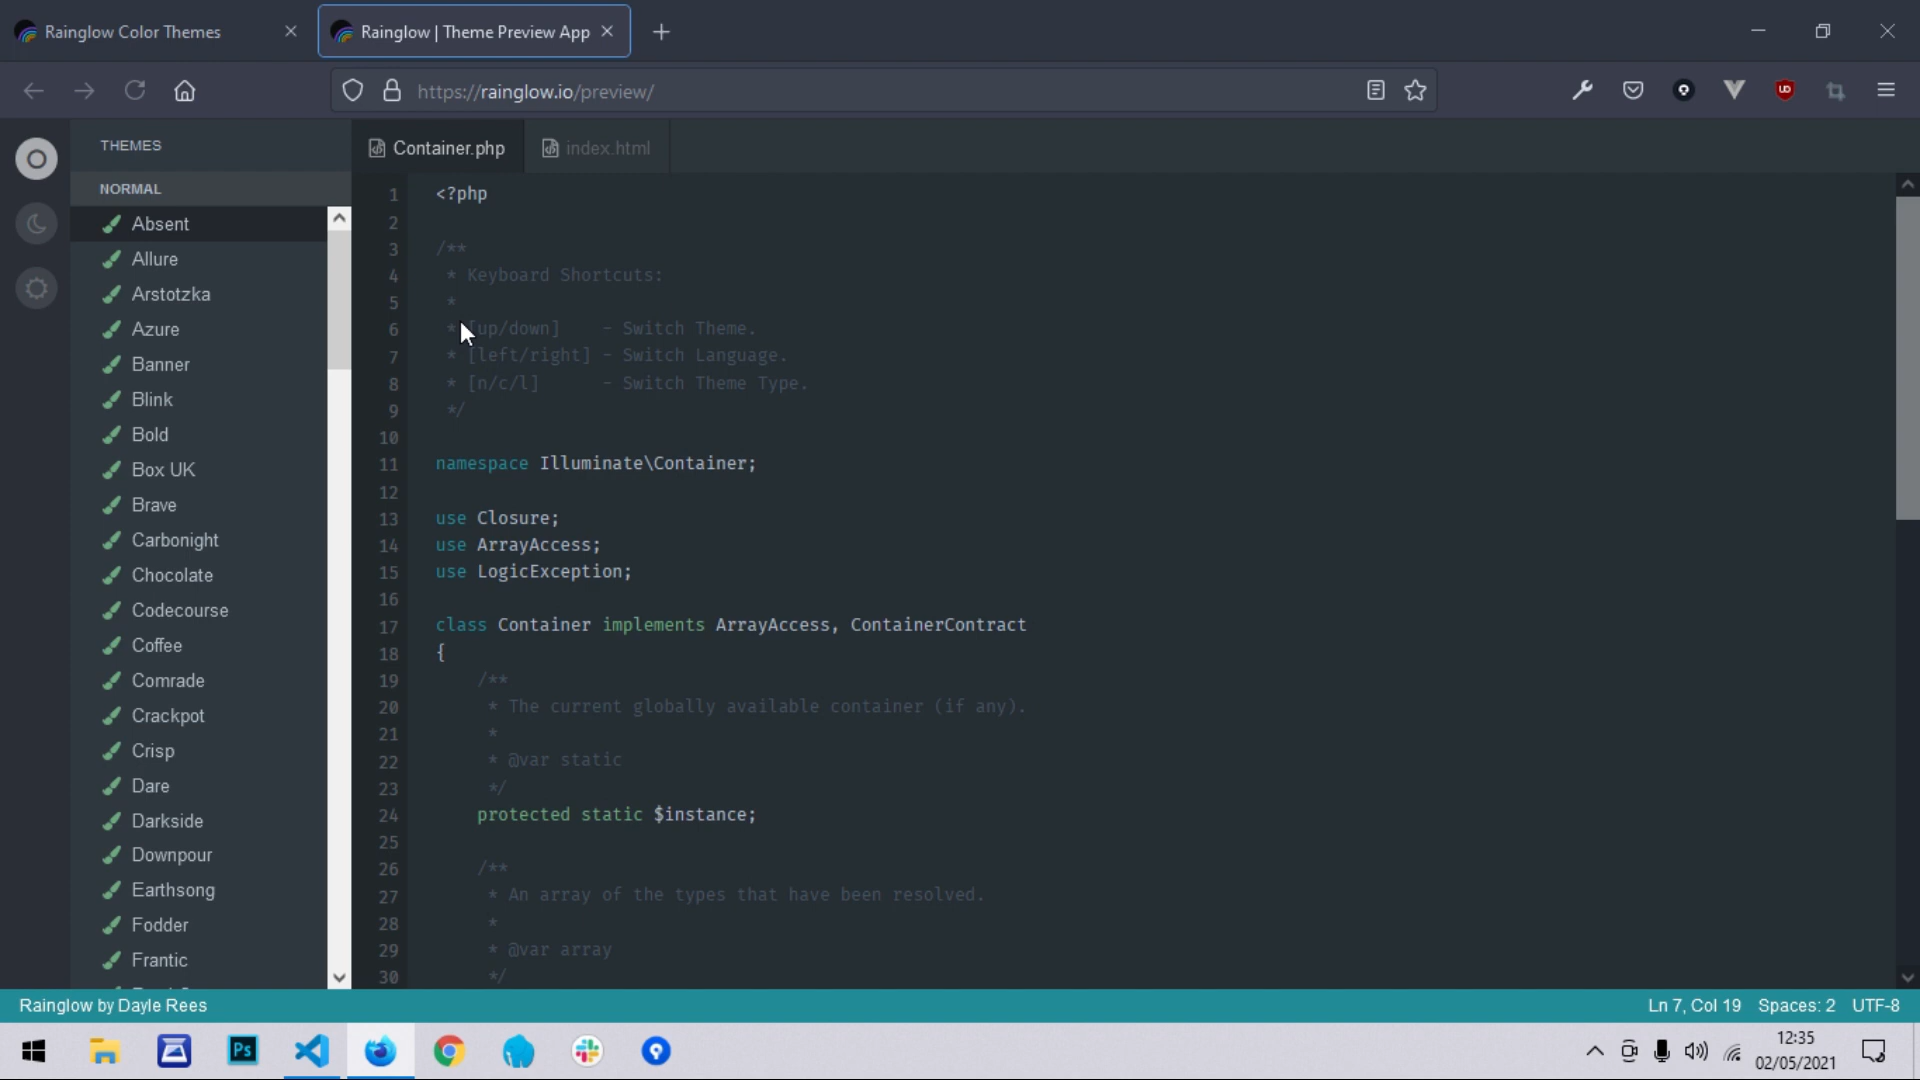 Rainglow Color Themes
Rainglow | Theme Preview App
https://rainglow.io/preview/
THEMES
NORMAL
Absent
Allure
Arstotzka
Azure
Banner
Blink
Bold
Box UK
Brave
Carbonight
Chocolate
Codecourse
Coffee
Comrade
Crackpot
Crisp
Dare
Darkside
Downpour
Earthsong
Fodder
Frantic
Container.php
index.html
1 <?php
2
3 /**
4 * Keyboard Shortcuts:
5 *
6 * [up/down] - Switch Theme.
7 * [left/right] - Switch Language.
8 * [n/c/l] - Switch Theme Type.
9 */
10
11 namespace Illuminate\Container;
12
13 use Closure;
14 use ArrayAccess;
15 use LogicException;
16
17 class Container implements ArrayAccess, ContainerContract
18 {
19 /**
20 * The current globally available container (if any).
21 *
22 * @var static
23 */
24 protected static $instance;
25
26 /**
27 * An array of the types that have been resolved.
28 *
29 * @var array
30 */
Rainglow by Dayle Rees
Ln 7, Col 19 Spaces: 2 UTF-8
Ps
12:35
02/05/2021